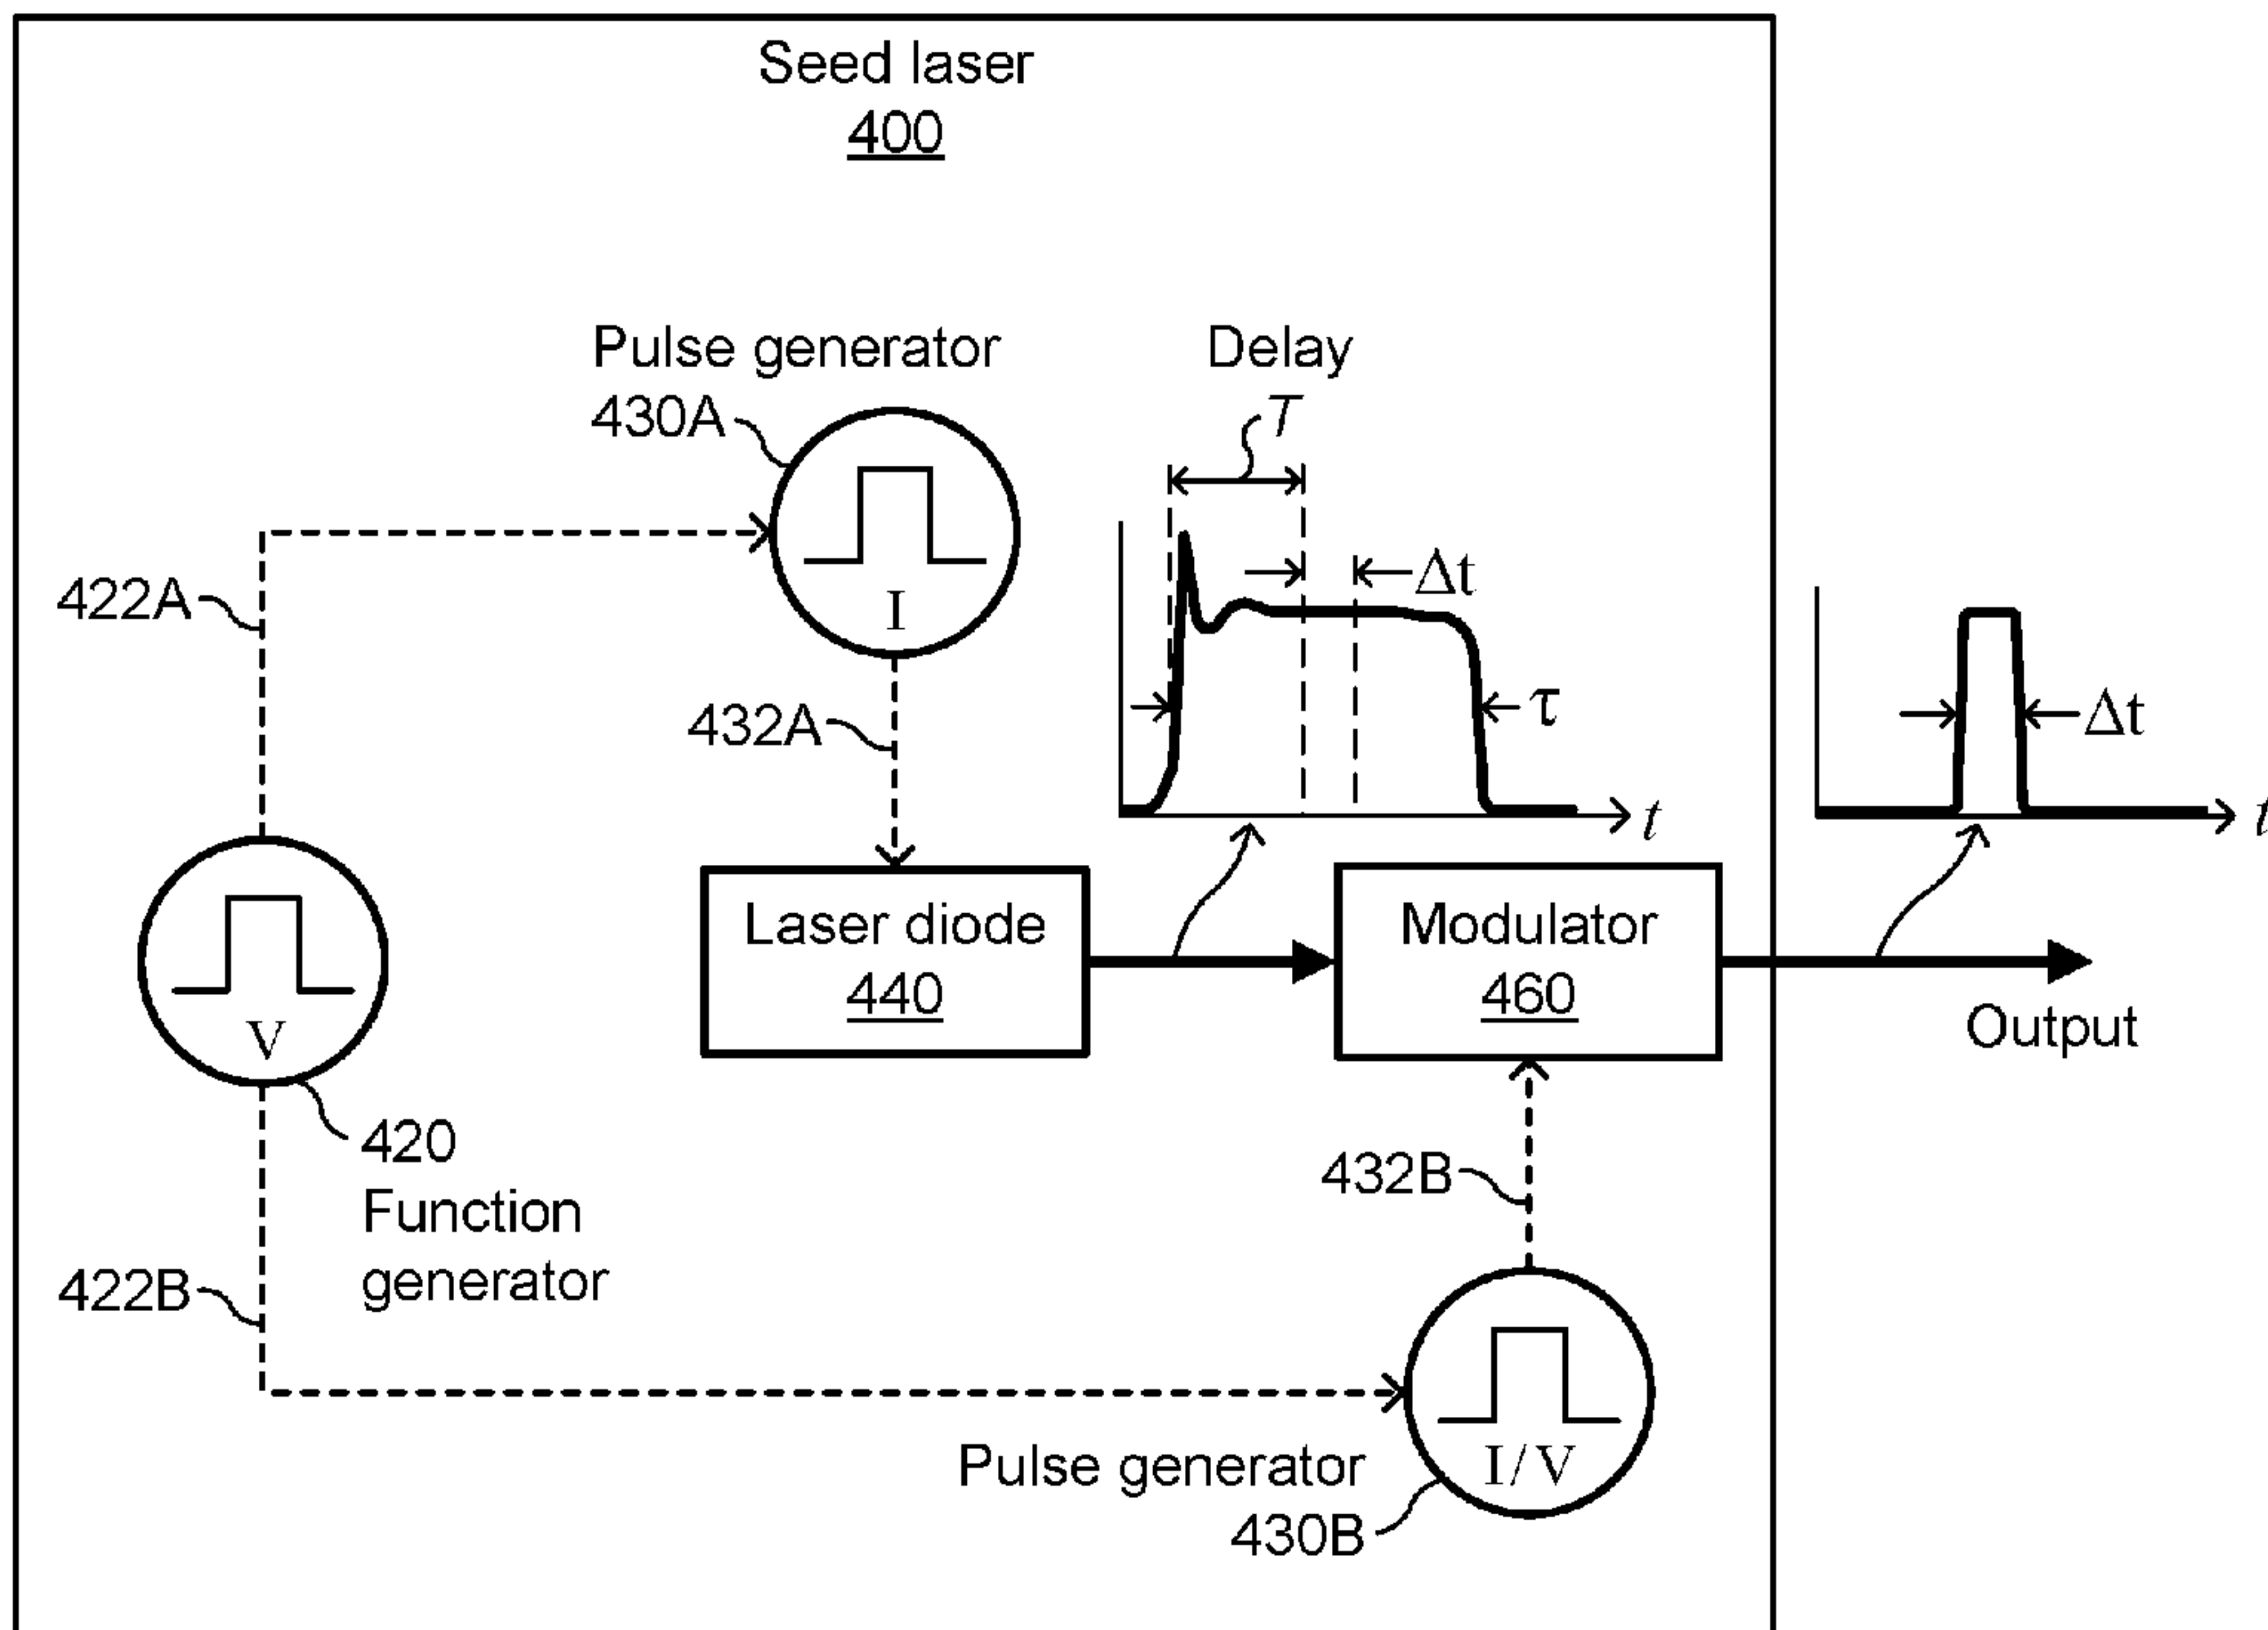 Seed laser
400
Pulse generator
430A
I
Delay
T
Δt
τ
t
Δt
t
422A
432A
V
420
Function
generator
Laser diode
440
Modulator
460
Output
432B
422B
Pulse generator
430B
I/V